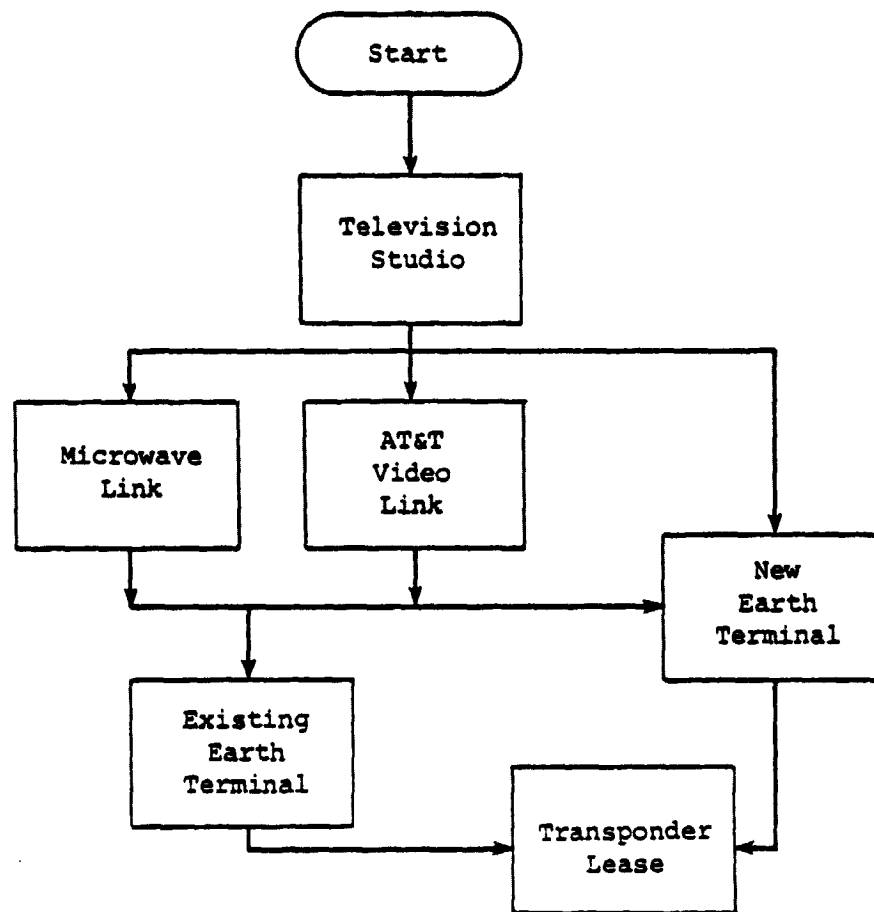 Start
Television
Studio
Microwave
Link
AT&T
Video
Link
New
Earth
Terminal
Existing
Earth
Terminal
Transponder
Lease